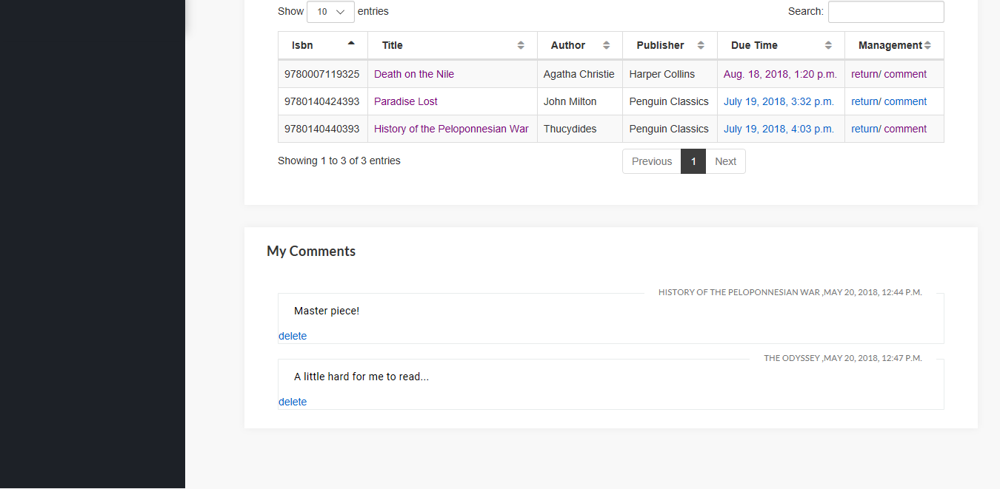 Show 10 entries Search:
Isbn Title Author Publisher Due Time Management
9780007119325 Death on the Nile Agatha Christie Harper Collins Aug. 18, 2018, 1:20 p.m. return/ comment
9780140424393 Paradise Lost John Milton Penguin Classics July 19, 2018, 3:32 p.m. return/ comment
9780140440393 History of the Peloponnesian War Thucydides Penguin Classics July 19, 2018, 4:03 p.m. return/ comment
Showing 1 to 3 of 3 entries Previous 1 Next
My Comments
HISTORY OF THE PELOPONNESIAN WAR ,MAY 20, 2018, 12:44 P.M.
Master piece!
delete
THE ODYSSEY ,MAY 20, 2018, 12:47 P.M.
A little hard for me to read...
delete